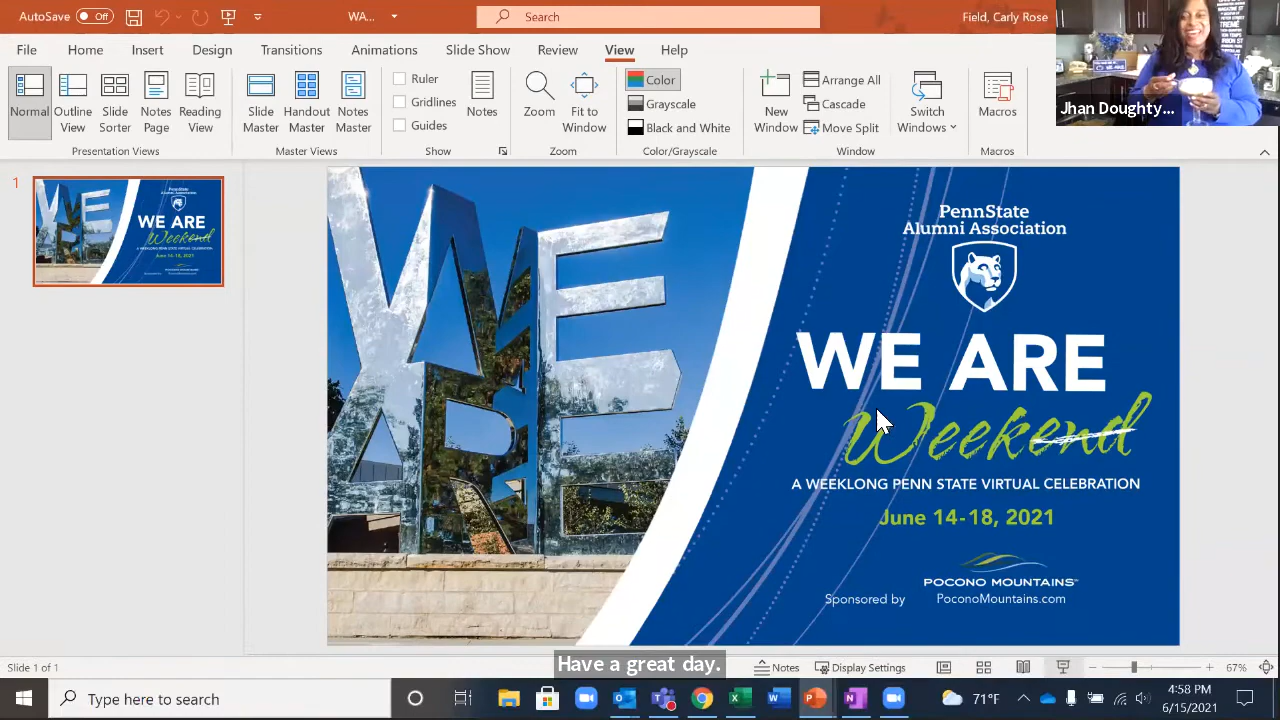 AutoSave Off
WA...
Search
Field, Carly Rose
File Home Insert Design Transitions Animations Slide Show Review View Help
Normal
Outline View
Slide Sorter
Notes Page
Reading View
Presentation Views
Slide Master
Handout Master
Notes Master
Master Views
Ruler
Gridlines
Guides
Show
Notes
Zoom
Fit to Window
Zoom
Color
Grayscale
Black and White
Color/Grayscale
New Window
Arrange All
Cascade
Move Split
Switch Windows
Window
Macros
Macros
Jhan Doughty...
1
WE
ARE
PennState
Alumni Association
WE ARE
Weekend
A WEEKLONG PENN STATE VIRTUAL CELEBRATION
June 14-18, 2021
POCONO MOUNTAINS
Sponsored by PoconoMountains.com
Have a great day.
Slide 1 of 1
Notes
Display Settings
67%
Type here to search
71°F
4:58 PM
6/15/2021